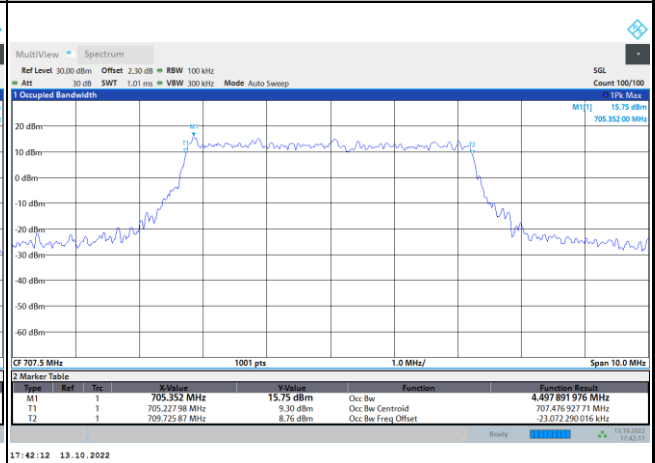 MultiView Spectrum
Ref Level 30.00 dBm Offset 2.30 dB RBW 100 kHz SGL
Att 30 dB SWT 1.01 ms VBW 300 kHz Mode Auto Sweep Count 100/100
1 Occupied Bandwidth 1Pk Max
M1[1] 15.75 dBm
705.352 00 MHz
20 dBm
M1
T1
T2
10 dBm
0 dBm
-10 dBm
-20 dBm
-30 dBm
-40 dBm
-50 dBm
-60 dBm
CF 707.5 MHz 1001 pts 1.0 MHz/ Span 10.0 MHz
2 Marker Table
Type Ref Trc X-Value Y-Value Function Function Result
M1 1 705.352 MHz 15.75 dBm Occ Bw 4.497 891 976 MHz
T1 1 705.227 98 MHz 9.30 dBm Occ Bw Centroid 707.476 927 71 MHz
T2 1 709.725 87 MHz 8.76 dBm Occ Bw Freq Offset -23.072 290 016 kHz
Ready 13.10.2022
17:42:11
17:42:12 13.10.2022